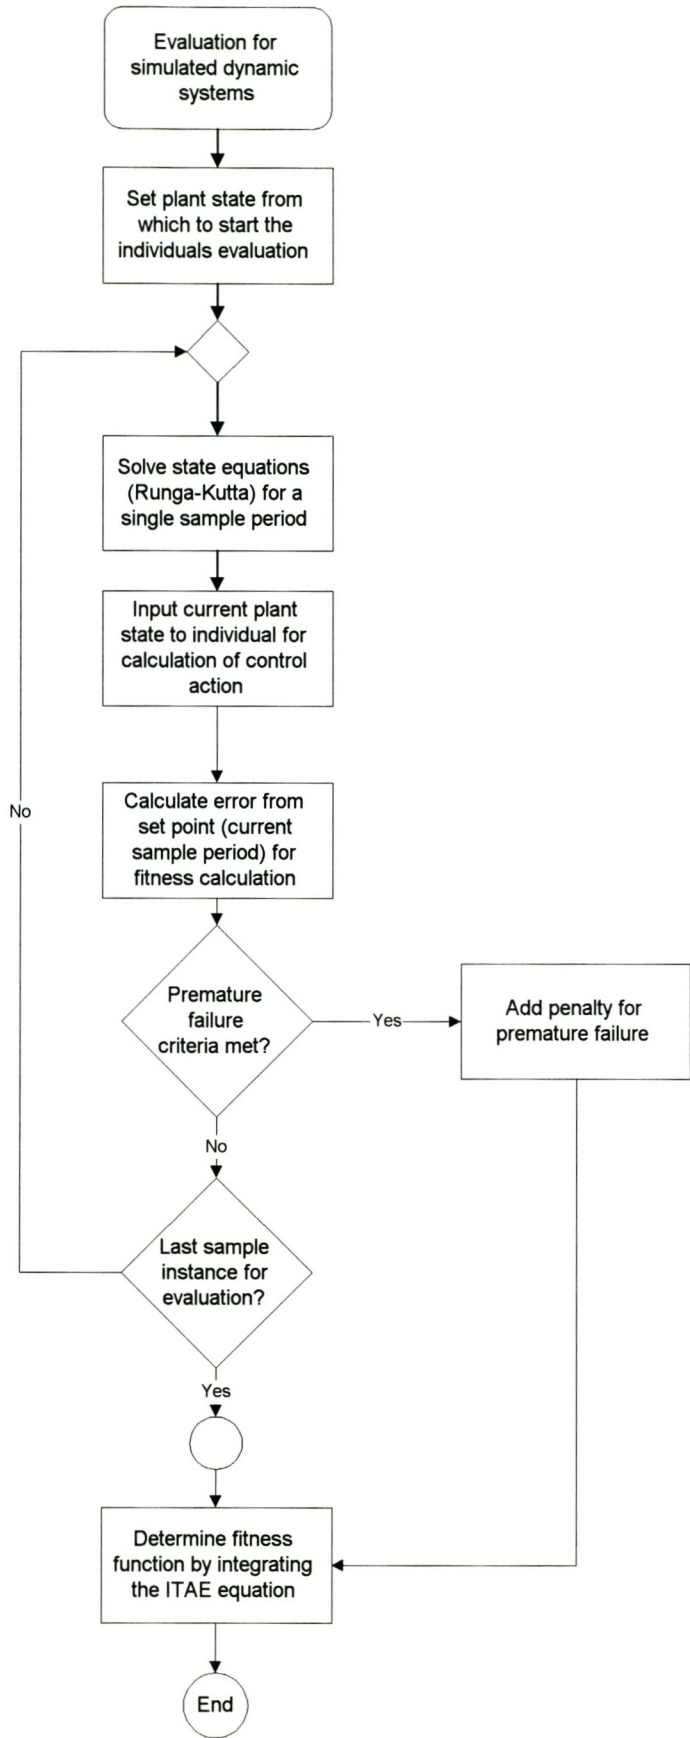 Evaluation for
simulated dynamic
systems
Set plant state from
which to start the
individuals evaluation
Solve state equations
(Runga-Kutta) for a
single sample period
Input current plant
state to individual for
calculation of control
action
No
Calculate error from
set point (current
sample period) for
fitness calculation
Premature
failure
criteria met?
Yes
Add penalty for
premature failure
No
Last sample
instance for
evaluation?
Yes
Determine fitness
function by integrating
the ITAE equation
End